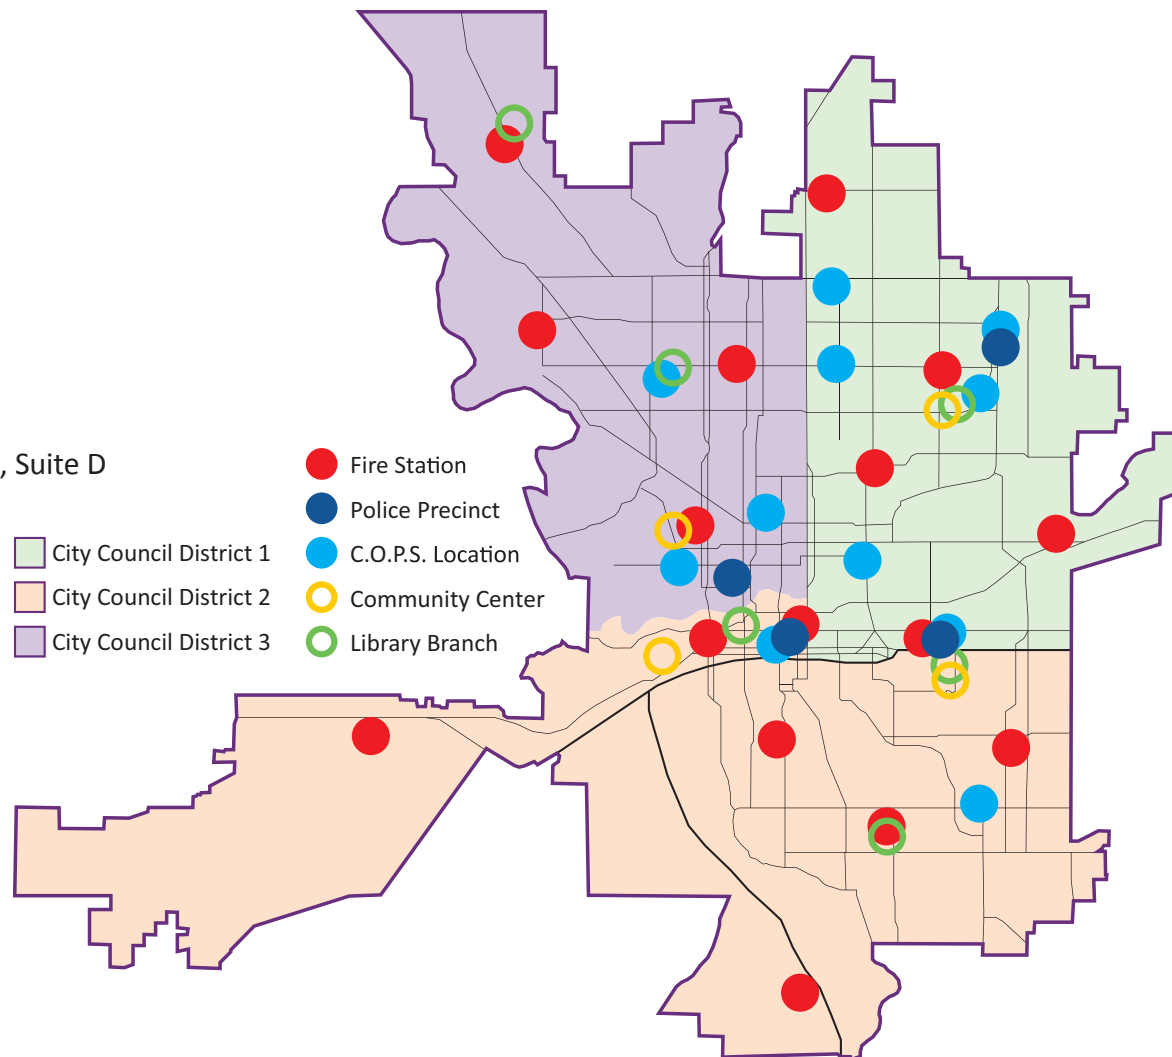 , Suite D
Fire Station
Police Precinct
C.O.P.S. Location
Community Center
Library Branch
City Council District 1
City Council District 2
City Council District 3